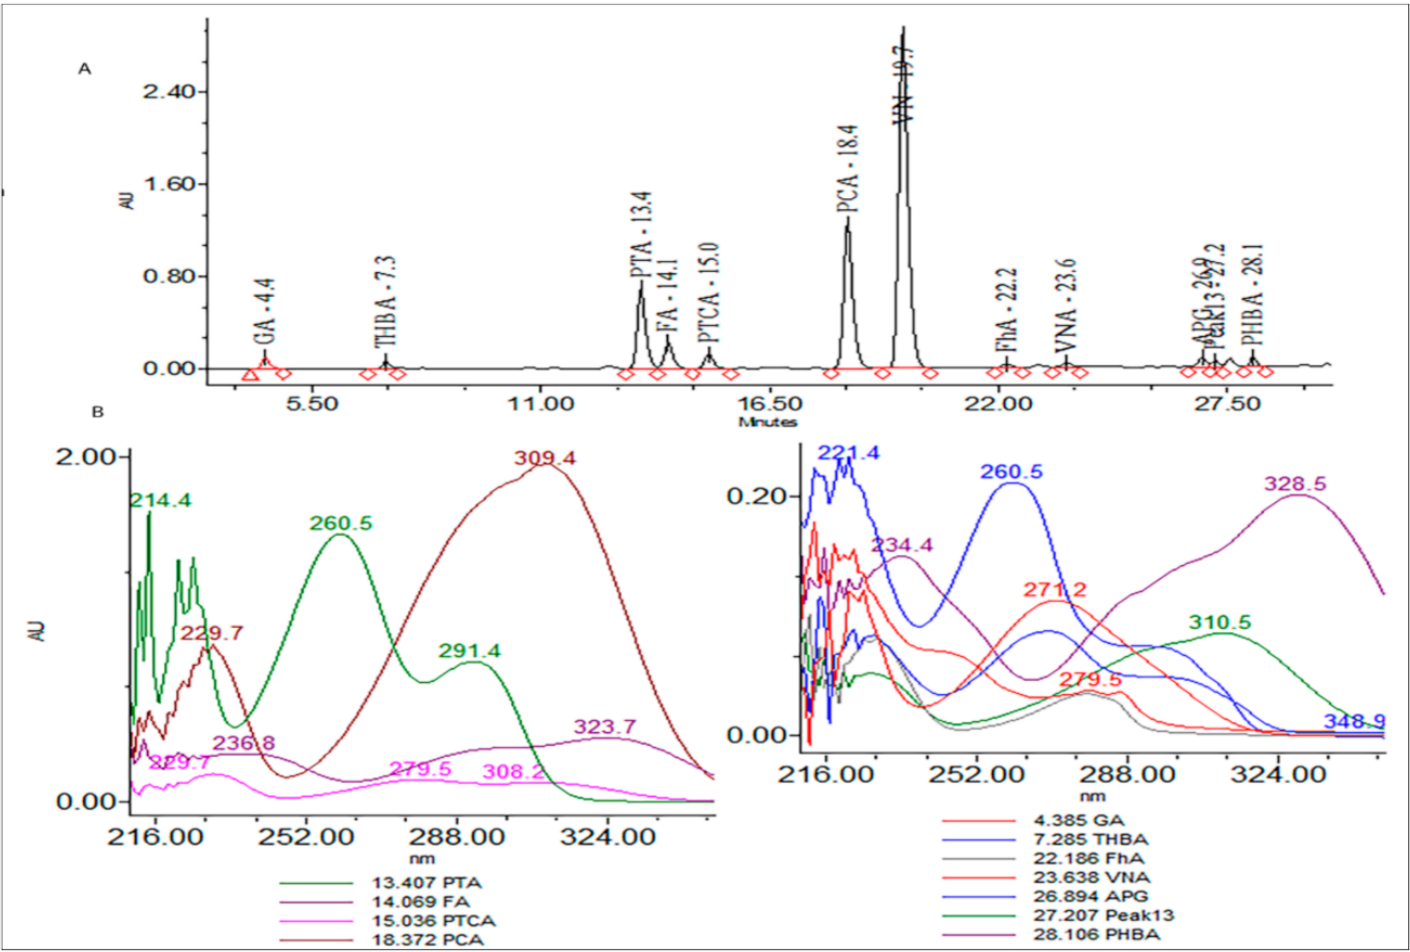 A
AU
2.40
1.60
0.80
0.00
GA - 4.4
THBA - 7.3
PTA - 13.4
FA - 14.1
PTCA - 15.0
PCA - 18.4
VN - 19.7
FhA - 22.2
VNA - 23.6
APG - 26.9
Peak13 - 27.2
PHBA - 28.1
5.50 11.00 16.50 22.00 27.50
Minutes
B
AU
2.00
0.00
214.4
229.7
260.5
291.4
309.4
236.8
323.7
229.7
279.5
308.2
216.00 252.00 288.00 324.00
nm
13.407 PTA
14.069 FA
15.036 PTCA
18.372 PCA
0.20
0.00
221.4
260.5
328.5
234.4
271.2
310.5
279.5
348.9
216.00 252.00 288.00 324.00
nm
4.385 GA
7.285 THBA
22.186 FhA
23.638 VNA
26.894 APG
27.207 Peak13
28.106 PHBA